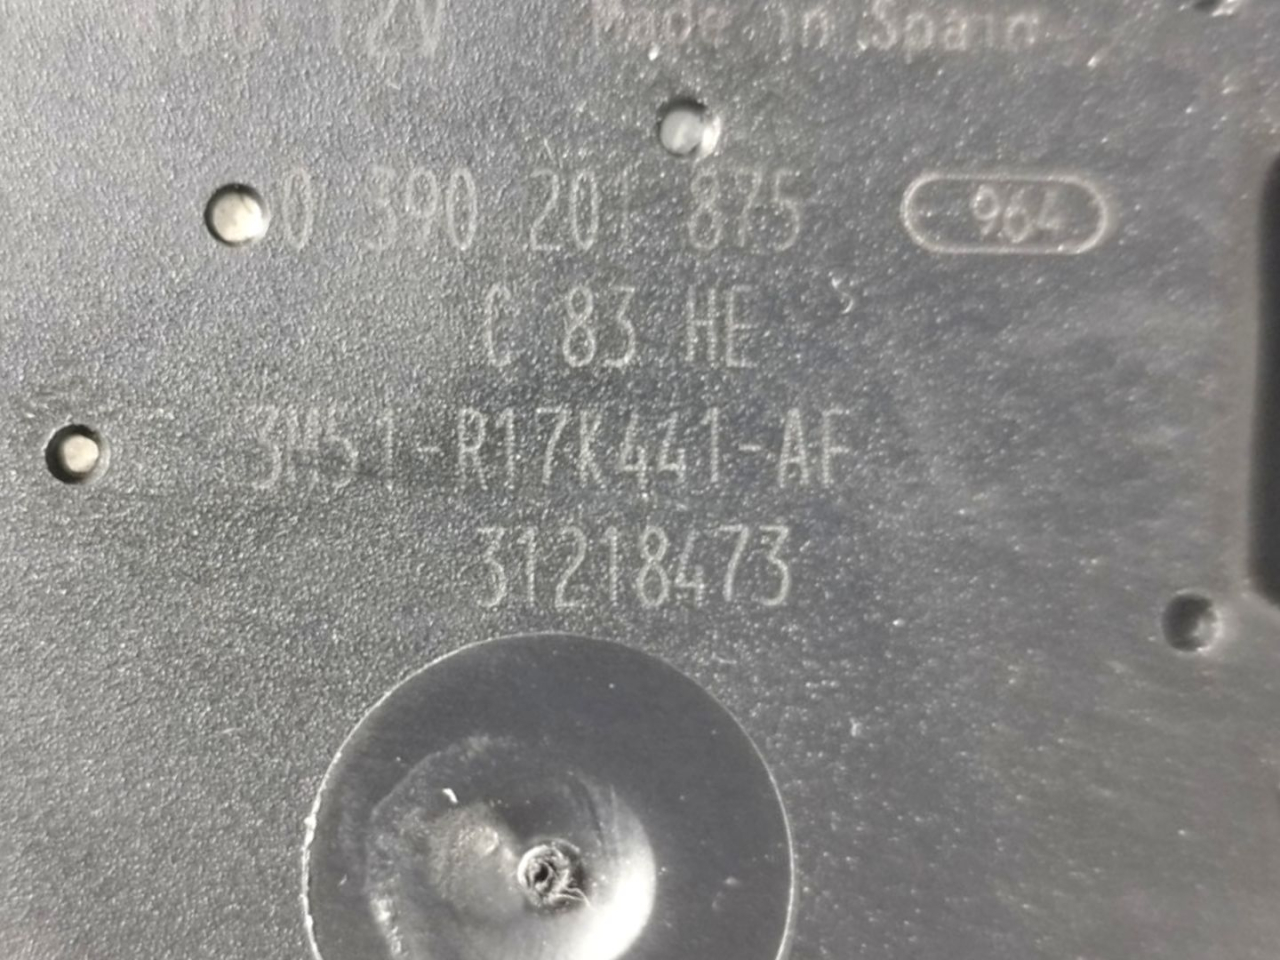 12V Made in Spain
0 390 201 875 964
C 83 HE
3M51-R17K441-AF
31218473